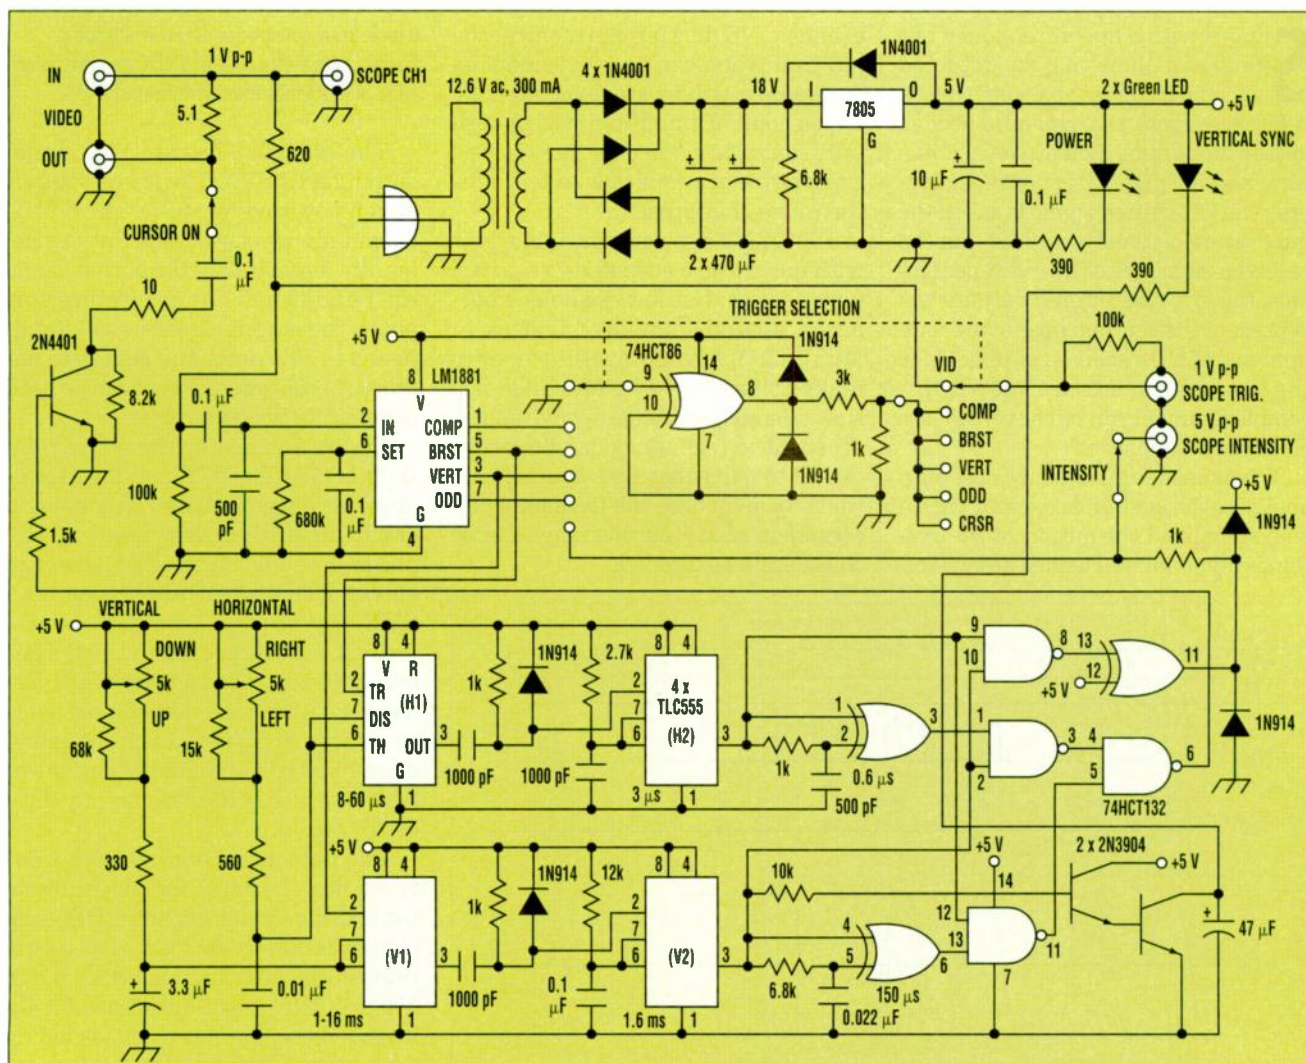 1 V p-p
IN
VIDEO
OUT
5.1
SCOPE CH1
620
CURSOR ON
0.1
µF
10
2N4401
8.2k
12.6 V ac, 300 mA
4 x 1N4001
18 V
1N4001
I
O
7805
G
5 V
2 x Green LED
+5 V
6.8k
10 µF
0.1
µF
POWER
VERTICAL SYNC
2 x 470 µF
390
390
TRIGGER SELECTION
+5 V
8
LM1881
V
0.1 µF
2
IN
COMP
1
6
SET
BRST
5
VERT
3
ODD
7
G
4
100k
500
pF
680k
0.1
µF
1.5k
74HCT86
14
9
10
8
7
1N914
3k
1k
1N914
VID
COMP
BRST
VERT
ODD
CRSR
100k
1 V p-p
SCOPE TRIG.
5 V p-p
SCOPE INTENSITY
INTENSITY
+5 V
1N914
1k
VERTICAL
HORIZONTAL
+5 V
DOWN
5k
UP
RIGHT
5k
LEFT
68k
15k
8
4
V
R
2
TR
(H1)
7
DIS
6
TH
OUT
3
G
1
8-60 µs
1k
1N914
1000 pF
2.7k
1000 pF
8
4
2
4 x
TLC555
7
(H2)
6
3
3 µs
1
1k
1
2
3
0.6 µs
500 pF
9
10
8
13
12
11
+5 V
1
2
3
4
5
6
74HCT132
1N914
330
560
3.3 µF
0.01 µF
+5 V
8
4
2
7
6
(V1)
3
1-16 ms
1
1k
1N914
1000 pF
12k
0.1
µF
8
4
2
7
6
(V2)
3
1.6 ms
1
10k
4
5
6
6.8k
150 µs
0.022 µF
+5 V
14
12
13
11
7
2 x 2N3904
+5 V
47 µF